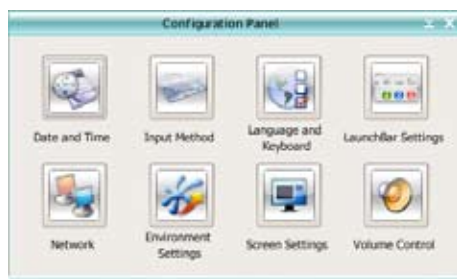 Configuration Panel
Date and Time
Input Method
Language and
Keyboard
LaunchBar Settings
Network
Environment
Settings
Screen Settings
Volume Control